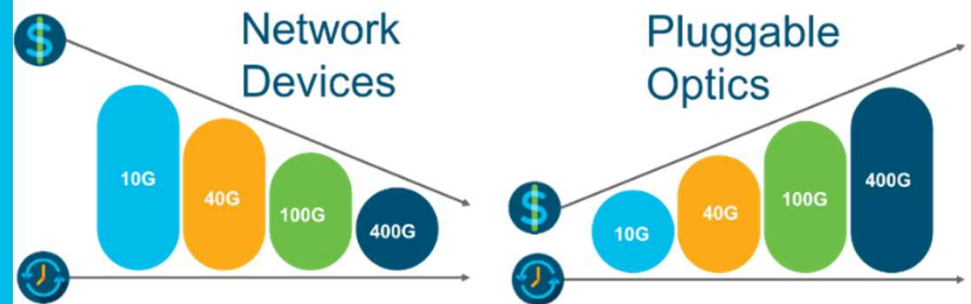 Network
Devices
10G
40G
100G
400G
Pluggable
Optics
10G
40G
100G
400G